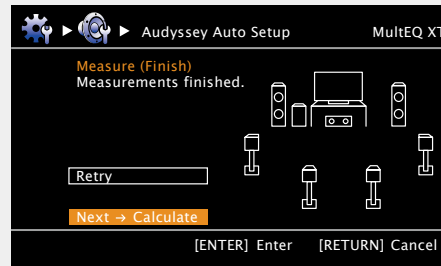 Audyssey Auto Setup MultEQ XT
Measure (Finish)
Measurements finished.
Retry
Next → Calculate
[ENTER] Enter [RETURN] Cancel